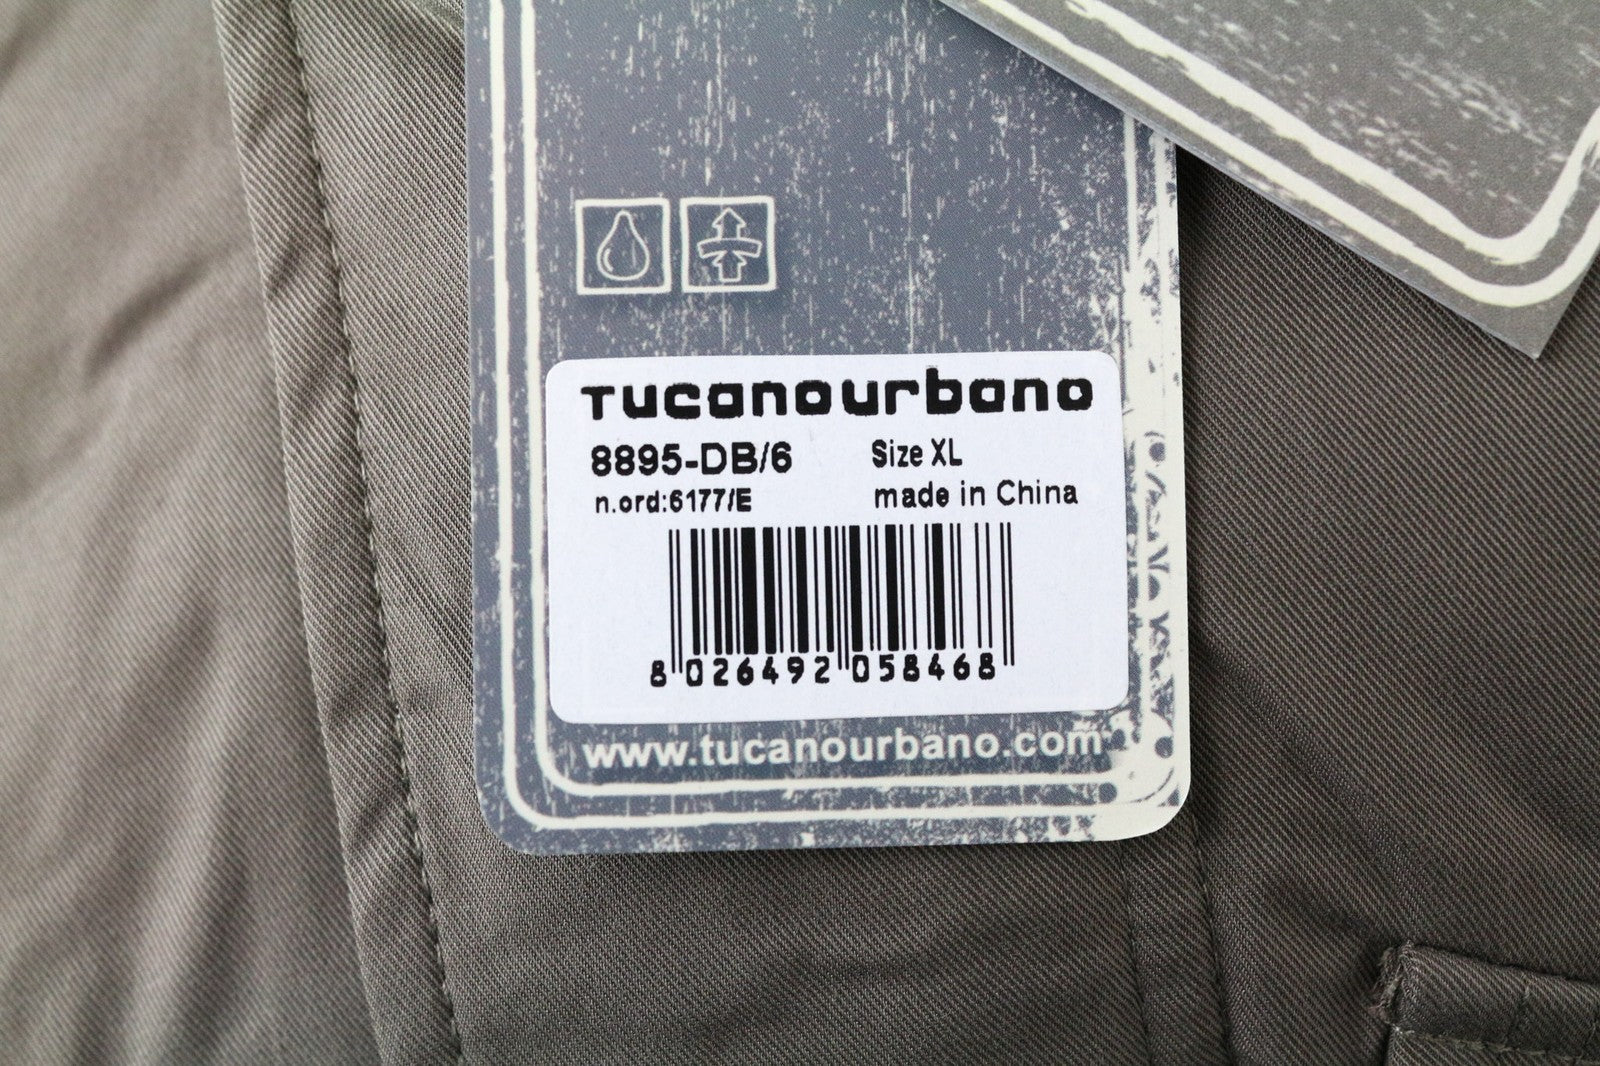 Tucanourbano
8895-DB/6 Size XL
n.ord:6177/E made in China
8 026492 058468
www.tucanourbano.com